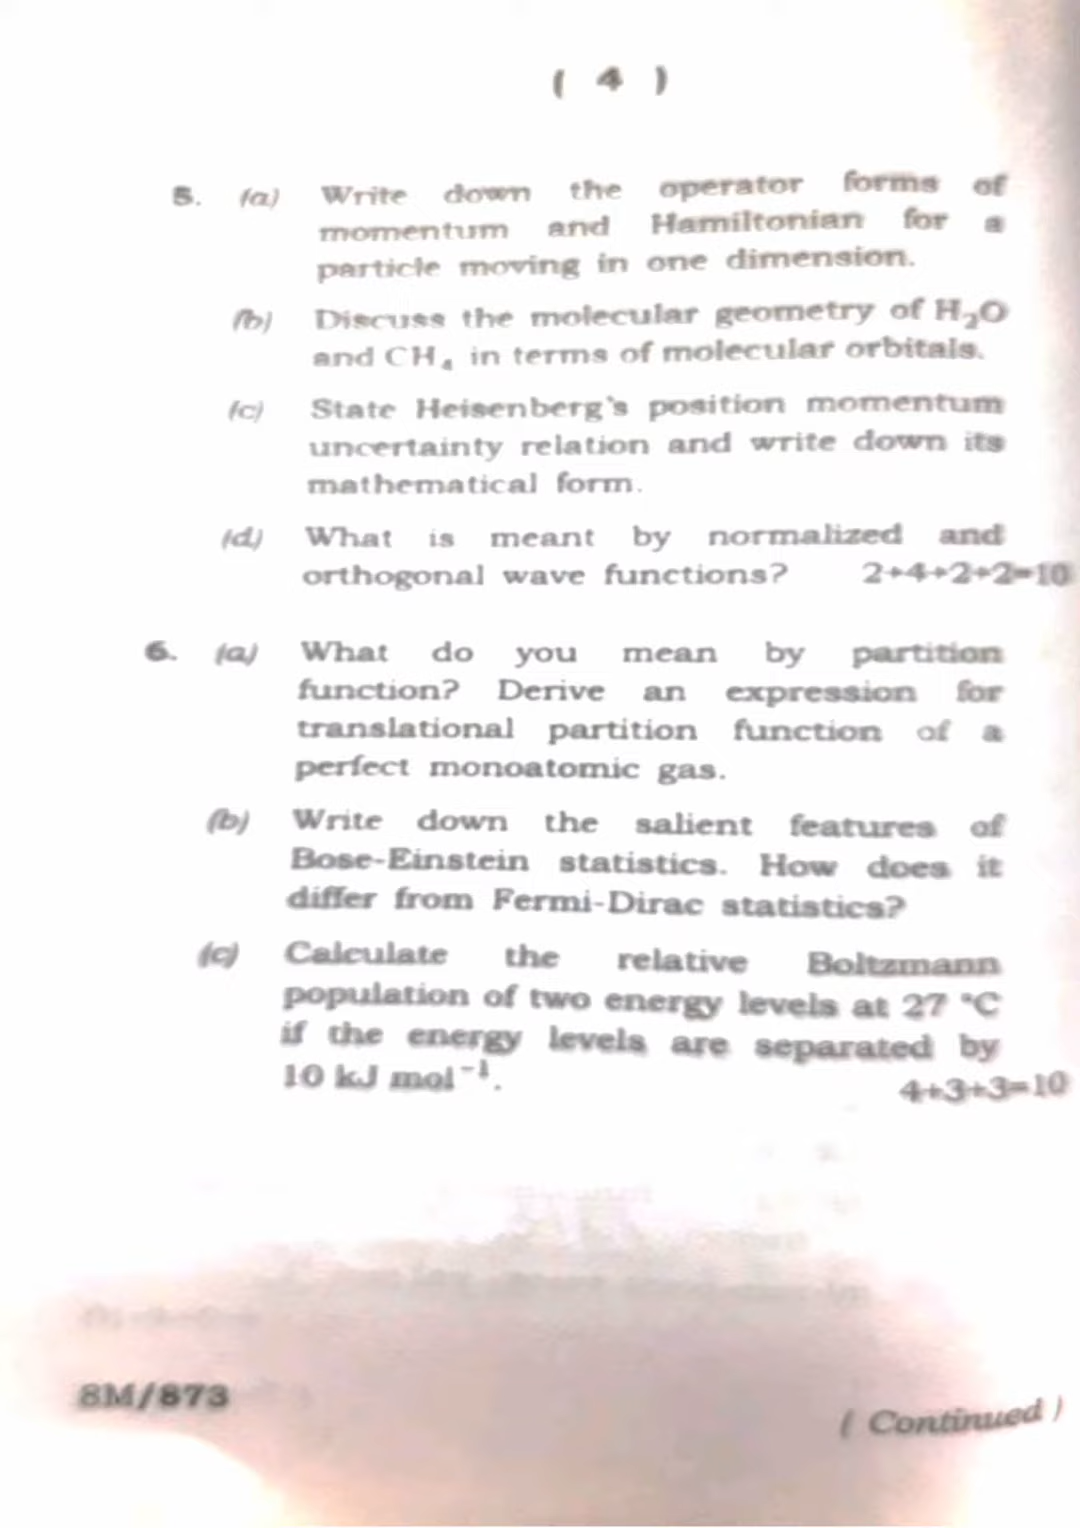 ( 4 )
5. (a) Write down the operator forms of
momentum and Hamiltonian for a
particle moving in one dimension.
(b) Discuss the molecular geometry of H₂O
and CH₄ in terms of molecular orbitals.
(c) State Heisenberg's position momentum
uncertainty relation and write down its
mathematical form.
(d) What is meant by normalized and
orthogonal wave functions? 2+4+2+2=10
6. (a) What do you mean by partition
function? Derive an expression for
translational partition function of a
perfect monoatomic gas.
(b) Write down the salient features of
Bose-Einstein statistics. How does it
differ from Fermi-Dirac statistics?
(c) Calculate the relative Boltzmann
population of two energy levels at 27 °C
if the energy levels are separated by
10 kJ mol⁻¹. 4+3+3=10
8M/873
( Continued )